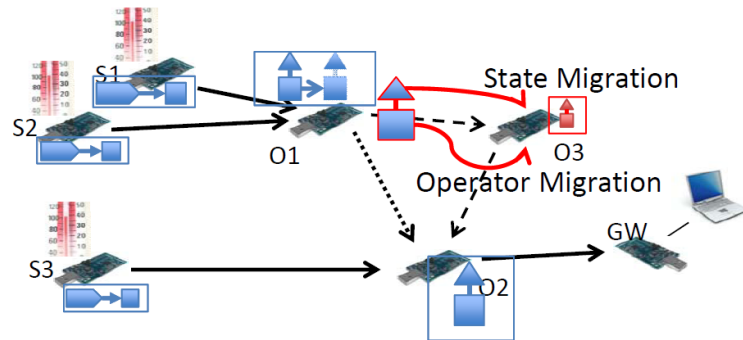 S1
State Migration
S2
O1
O3
Operator Migration
GW
S3
O2